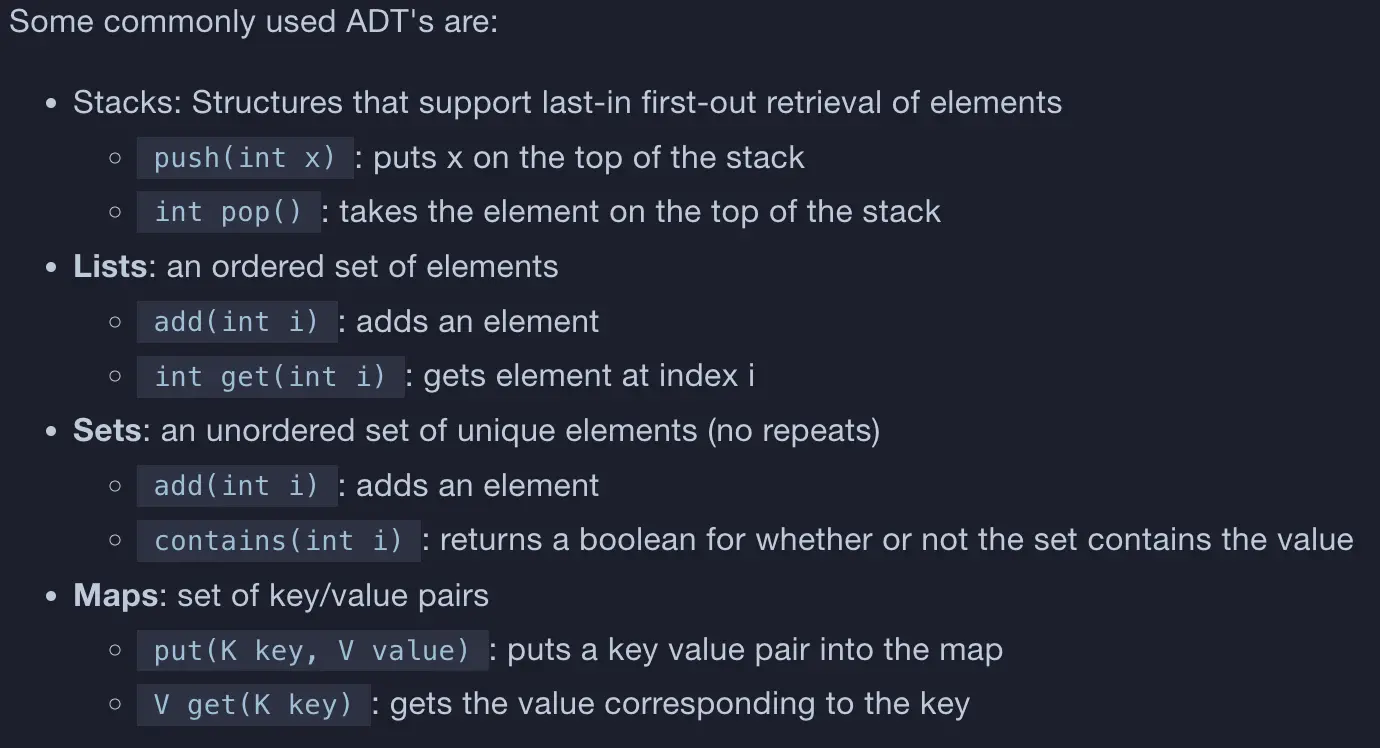 Some commonly used ADT's are:
• Stacks: Structures that support last-in first-out retrieval of elements
○ push(int x) : puts x on the top of the stack
○ int pop() : takes the element on the top of the stack
• Lists: an ordered set of elements
○ add(int i) : adds an element
○ int get(int i) : gets element at index i
• Sets: an unordered set of unique elements (no repeats)
○ add(int i) : adds an element
○ contains(int i) : returns a boolean for whether or not the set contains the value
• Maps: set of key/value pairs
○ put(K key, V value) : puts a key value pair into the map
○ V get(K key) : gets the value corresponding to the key